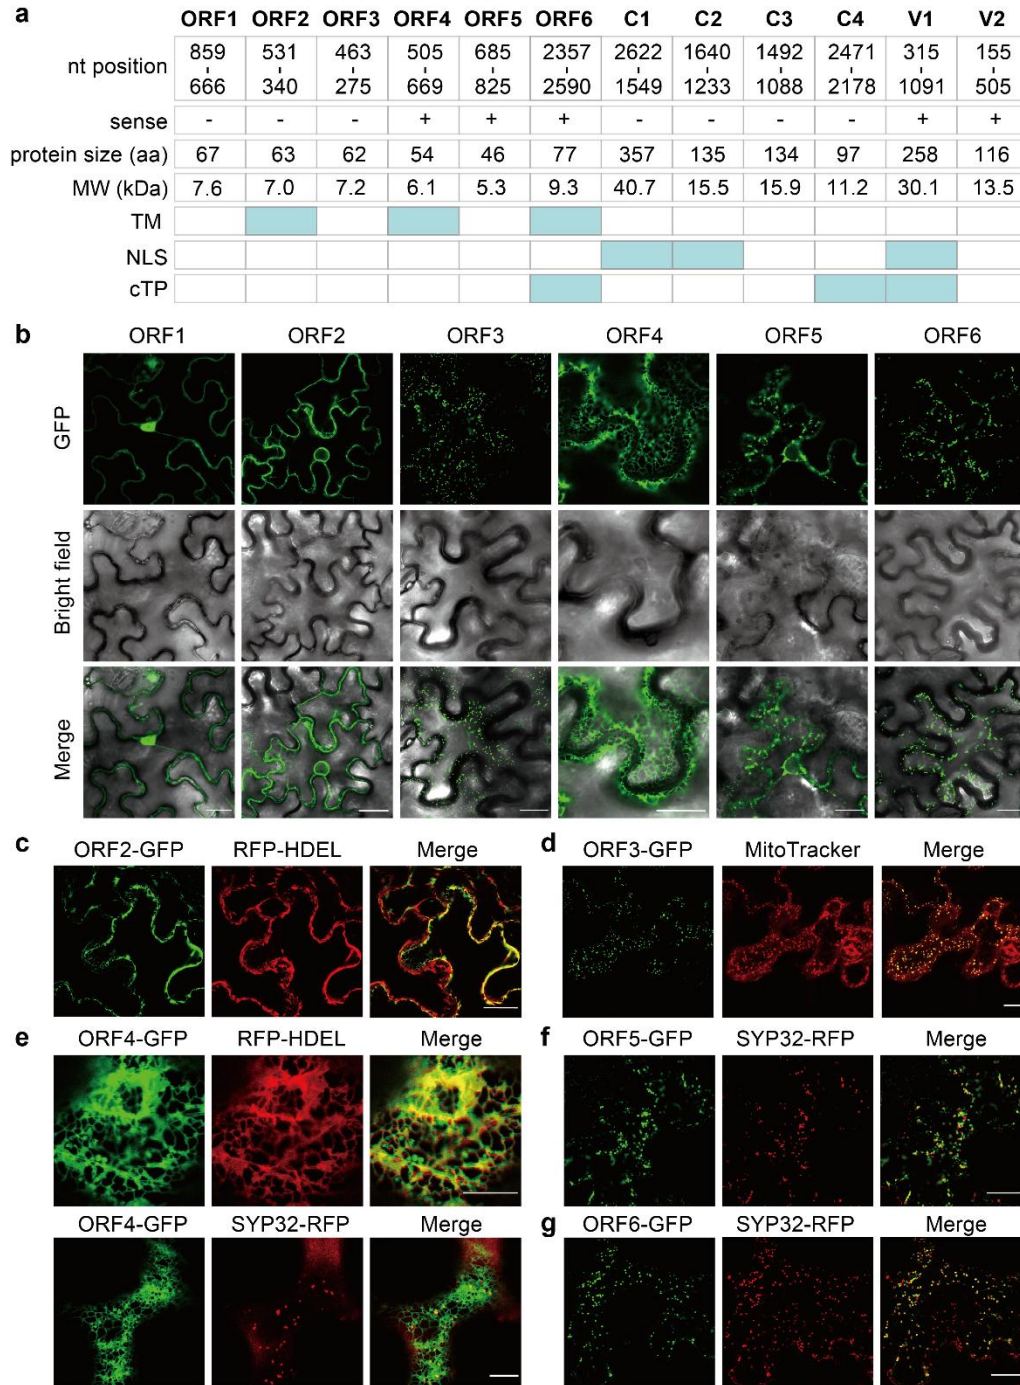 a ORF1 ORF2 ORF3 ORF4 ORF5 ORF6 C1 C2 C3 C4 V1 V2
nt position 859 - 666 531 - 340 463 - 275 505 - 669 685 - 825 2357 - 2590 2622 - 1549 1640 - 1233 1492 - 1088 2471 - 2178 315 - 1091 155 - 505
sense - - - + + + - - - - + +
protein size (aa) 67 63 62 54 46 77 357 135 134 97 258 116
MW (kDa) 7.6 7.0 7.2 6.1 5.3 9.3 40.7 15.5 15.9 11.2 30.1 13.5
TM
NLS
cTP
b ORF1 ORF2 ORF3 ORF4 ORF5 ORF6
GFP
Bright field
Merge
c ORF2-GFP RFP-HDEL Merge
d ORF3-GFP MitoTracker Merge
e ORF4-GFP RFP-HDEL Merge
f ORF5-GFP SYP32-RFP Merge
ORF4-GFP SYP32-RFP Merge
g ORF6-GFP SYP32-RFP Merge